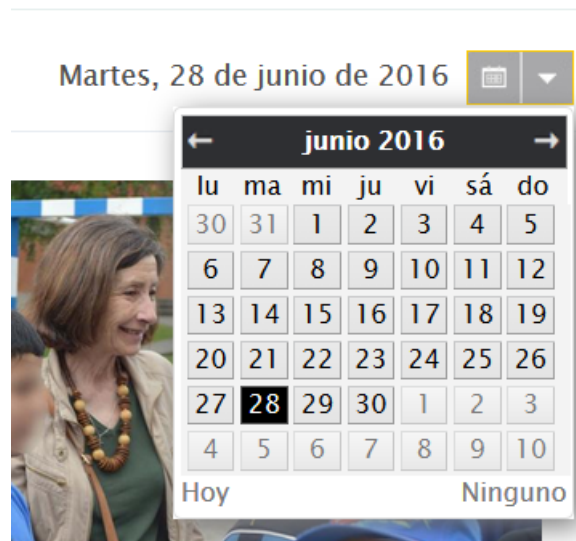 Martes, 28 de junio de 2016
← junio 2016 →
lu ma mi ju vi sá do
30 31 1 2 3 4 5
6 7 8 9 10 11 12
13 14 15 16 17 18 19
20 21 22 23 24 25 26
27 28 29 30 1 2 3
4 5 6 7 8 9 10
Hoy Ninguno